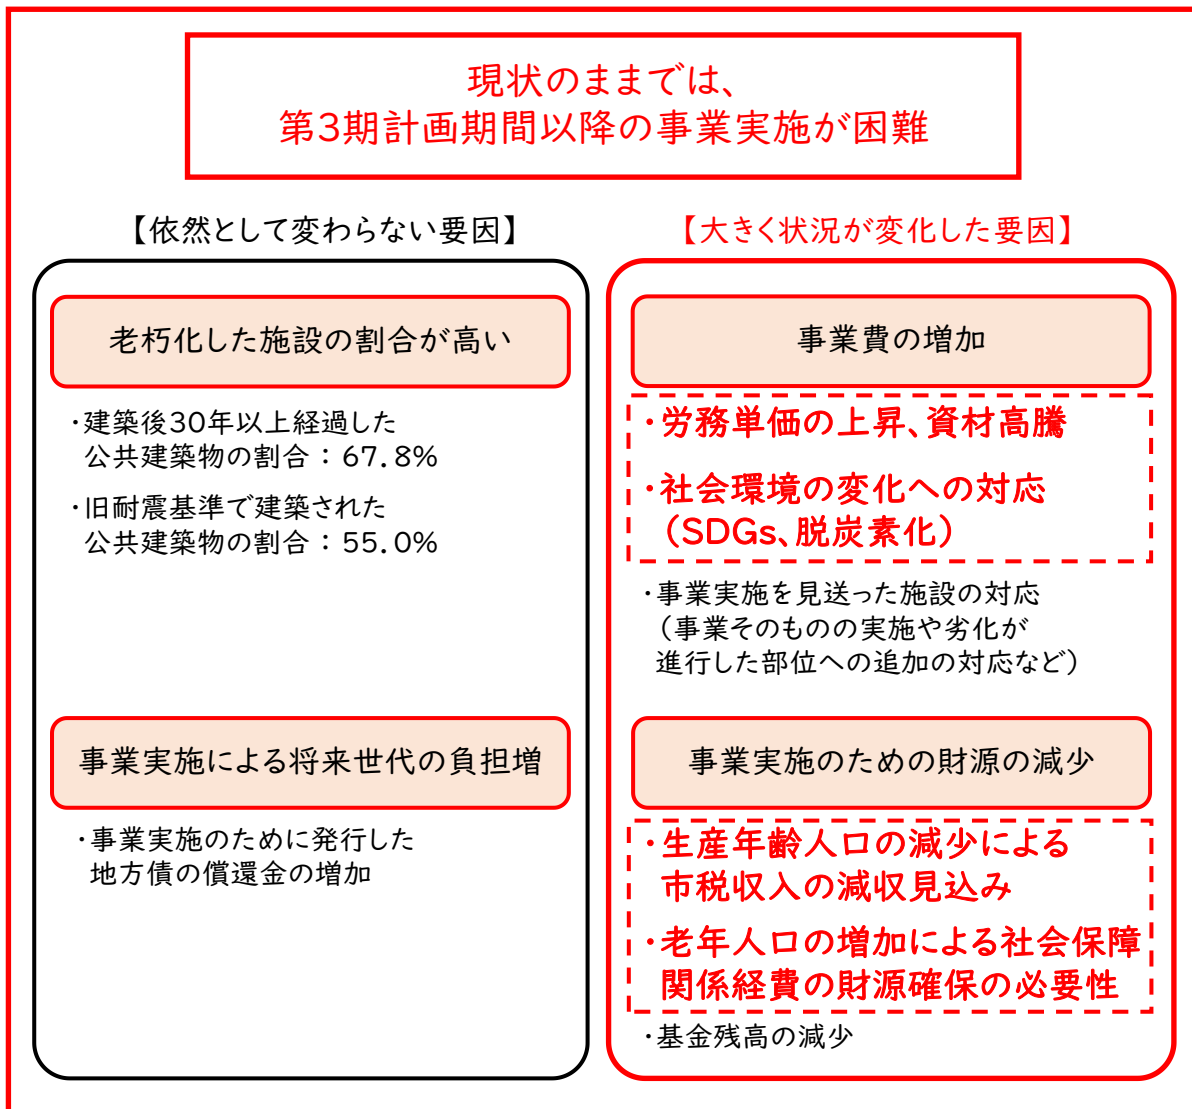 現状のままでは、
第3期計画期間以降の事業実施が困難
【依然として変わらない要因】
老朽化した施設の割合が高い
・建築後30年以上経過した
公共建築物の割合：67.8%
・旧耐震基準で建築された
公共建築物の割合：55.0%
事業実施による将来世代の負担増
・事業実施のために発行した
地方債の償還金の増加
【大きく状況が変化した要因】
事業費の増加
・労務単価の上昇、資材高騰
・社会環境の変化への対応
（SDGs、脱炭素化）
・事業実施を見送った施設の対応
（事業そのものの実施や劣化が
進行した部位への追加の対応など）
事業実施のための財源の減少
・生産年齢人口の減少による
市税収入の減収見込み
・老年人口の増加による社会保障
関係経費の財源確保の必要性
・基金残高の減少